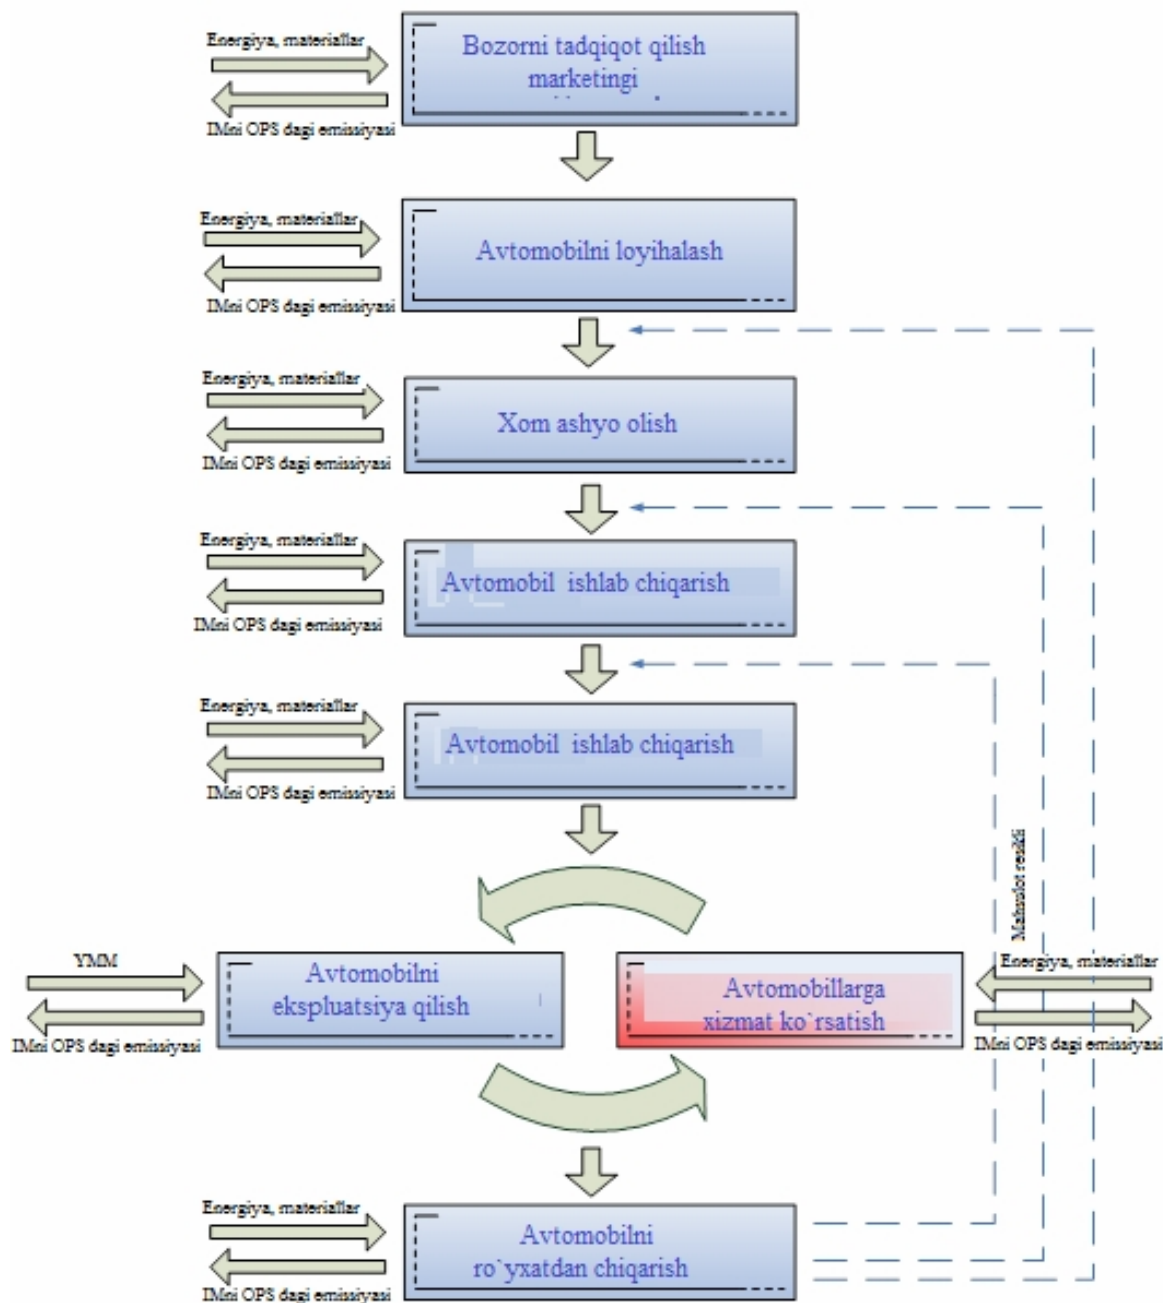 Energiya, materiallar
Bozorni tadqiqot qilish
marketingi
IMni OPS dagi emissiyasi
Energiya, materiallar
Avtomobilni loyihalash
IMni OPS dagi emissiyasi
Energiya, materiallar
Xom ashyo olish
IMni OPS dagi emissiyasi
Energiya, materiallar
Avtomobil ishlab chiqarish
IMni OPS dagi emissiyasi
Energiya, materiallar
Avtomobil ishlab chiqarish
IMni OPS dagi emissiyasi
Mahsulot resikli
YMM
Avtomobilni
ekspluatsiya qilish
IMni OPS dagi emissiyasi
Avtomobillarga
xizmat ko`rsatish
Energiya, materiallar
IMni OPS dagi emissiyasi
Energiya, materiallar
Avtomobilni
ro`yxatdan chiqarish
IMni OPS dagi emissiyasi